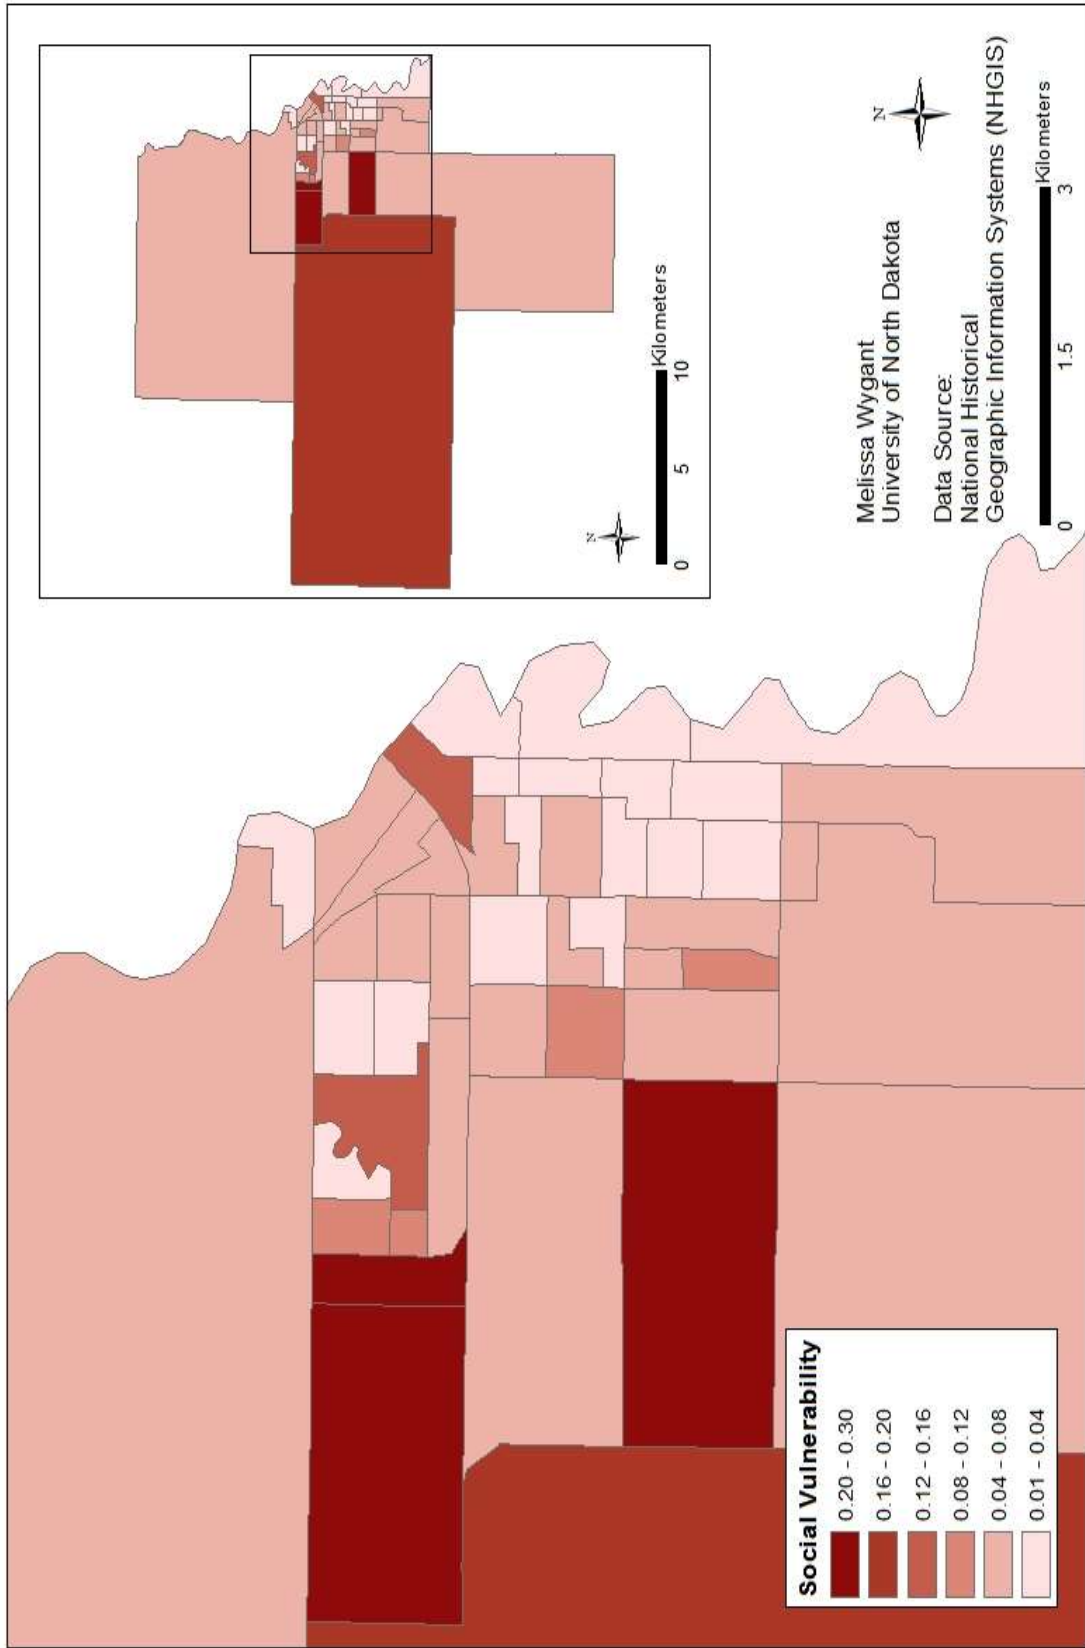 N
0
5
10
Kilometers
Melissa Wygant
University of North Dakota
Data Source:
National Historical
Geographic Information Systems (NHGIS)
N
0
1.5
3
Kilometers
Social Vulnerability
0.20 - 0.30
0.16 - 0.20
0.12 - 0.16
0.08 - 0.12
0.04 - 0.08
0.01 - 0.04